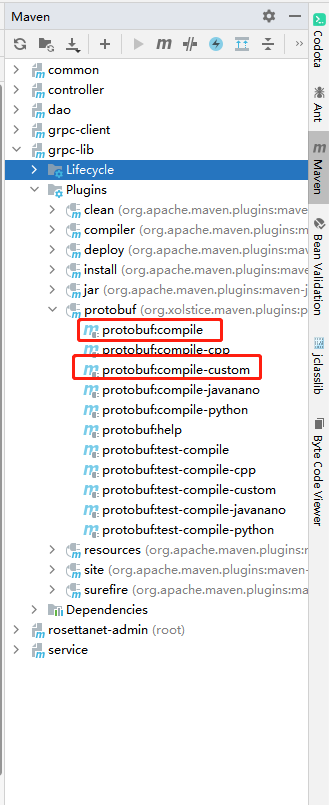 Maven
common
controller
dao
grpc-client
grpc-lib
Lifecycle
Plugins
clean (org.apache.maven.plugins:mave
compiler (org.apache.maven.plugins:m
deploy (org.apache.maven.plugins:mav
install (org.apache.maven.plugins:mav
jar (org.apache.maven.plugins:maven-j
protobuf (org.xolstice.maven.plugins:p
protobuf:compile
protobuf:compile-cpp
protobuf:compile-custom
protobuf:compile-javanano
protobuf:compile-python
protobuf:help
protobuf:test-compile
protobuf:test-compile-cpp
protobuf:test-compile-custom
protobuf:test-compile-javanano
protobuf:test-compile-python
resources (org.apache.maven.plugins:m
site (org.apache.maven.plugins:maven-
surefire (org.apache.maven.plugins:ma
Dependencies
rosettanet-admin (root)
service
Codota
Ant
Maven
Bean Validation
jclasslib
Byte Code Viewer